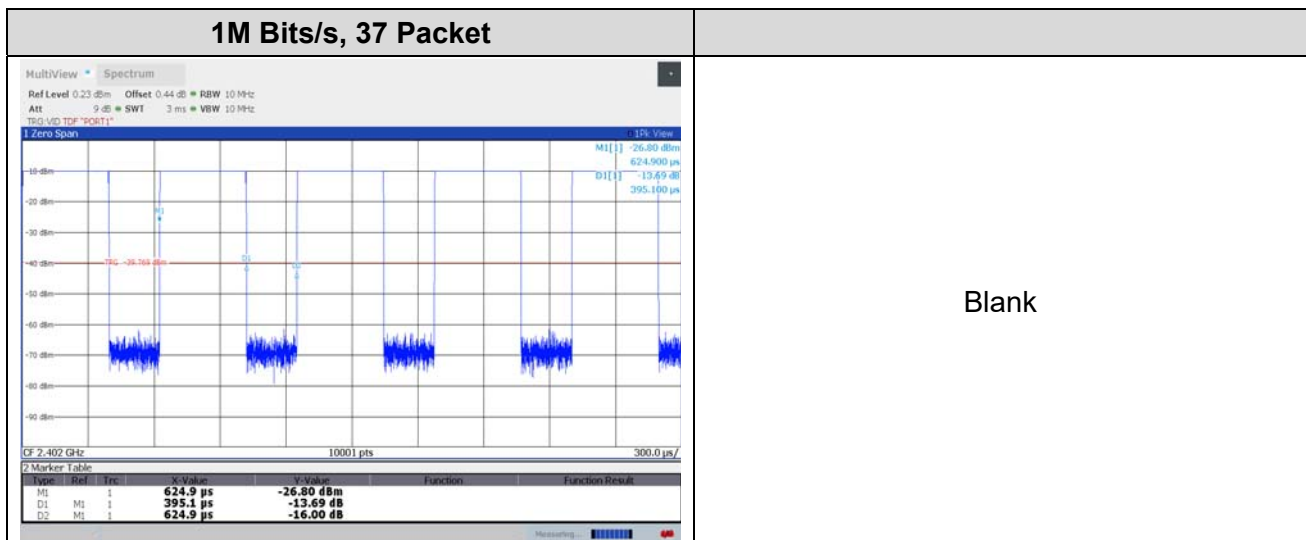 1M Bits/s, 37 Packet
MultiView Spectrum
Ref Level 0.23 dBm Offset 0.44 dB RBW 10 MHz
Att 9 dB SWT 3 ms VBW 10 MHz
TRG:VID TDF "PORT1"
1 Zero Span 1Pk View
M1[1] -26.80 dBm
624.900 µs
D1[1] -13.69 dB
395.100 µs
-10 dBm
-20 dBm
M1
-30 dBm
-40 dBm
TRG -39.769 dBm
D1
D2
-50 dBm
-60 dBm
-70 dBm
-80 dBm
-90 dBm
CF 2.402 GHz 10001 pts 300.0 µs/
2 Marker Table
Type Ref Trc X-Value Y-Value Function Function Result
M1 1 624.9 µs -26.80 dBm
D1 M1 1 395.1 µs -13.69 dB
D2 M1 1 624.9 µs -16.00 dB
Measuring...
Blank